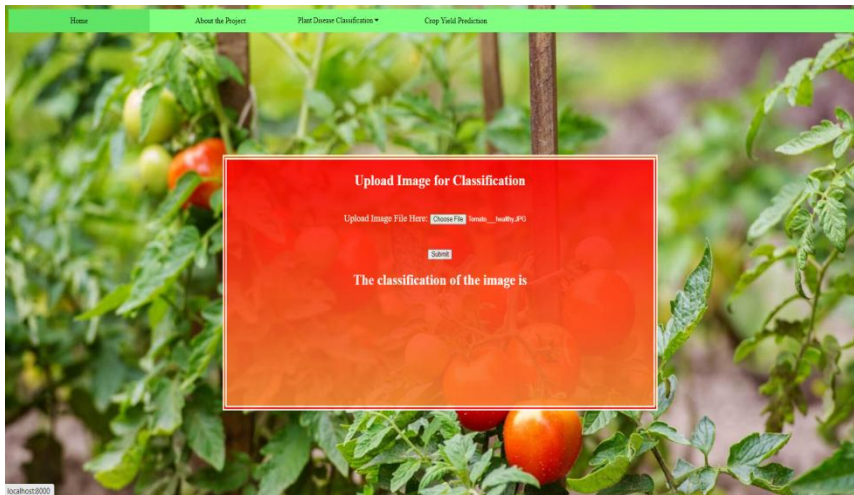 Home About the Project Plant Disease Classification Crop Yield Prediction
Upload Image for Classification
Upload Image File Here: Choose File Tomato___healthy.JPG
Submit
The classification of the image is
localhost:8000